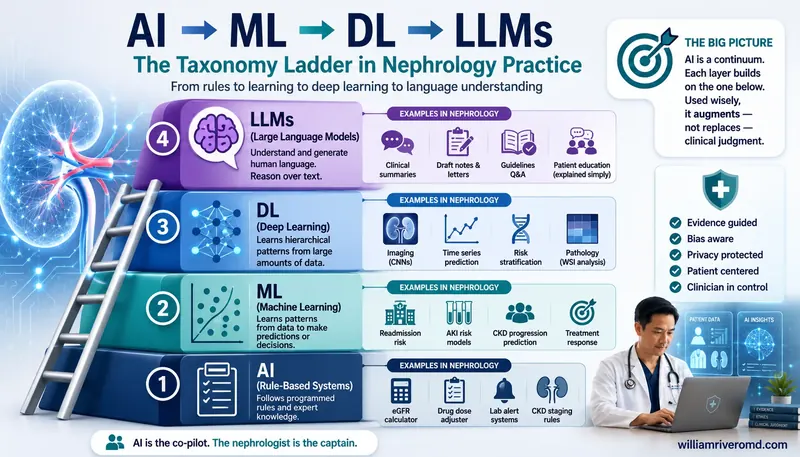 AI → ML → DL → LLMs
The Taxonomy Ladder in Nephrology Practice
From rules to learning to deep learning to language understanding
THE BIG PICTURE
AI is a continuum.
Each layer builds
on the one below.
Used wisely,
it augments —
not replaces —
clinical judgment.
4
LLMs
(Large Language Models)
Understand and generate
human language.
Reason over text.
EXAMPLES IN NEPHROLOGY
Clinical
summaries
Draft notes
& letters
Guidelines
Q&A
Patient education
(explained simply)
3
DL
(Deep Learning)
Learns hierarchical
patterns from large
amounts of data.
EXAMPLES IN NEPHROLOGY
Imaging
(CNNs)
Time series
prediction
Risk
stratification
Pathology
(WSI analysis)
2
ML
(Machine Learning)
Learns patterns
from data to make
predictions or
decisions.
EXAMPLES IN NEPHROLOGY
Readmission
risk
AKI risk
models
CKD progression
prediction
Treatment
response
1
AI
(Rule-Based Systems)
Follows programmed
rules and expert
knowledge.
EXAMPLES IN NEPHROLOGY
eGFR
calculator
Drug dose
adjuster
Lab alert
systems
CKD staging
rules
Evidence guided
Bias aware
Privacy protected
Patient centered
Clinician in control
PATIENT DATA
AI INSIGHTS
EVIDENCE
ETHICS
CLINICAL JUDGMENT
AI is the co-pilot. The nephrologist is the captain.
williamriveromd.com